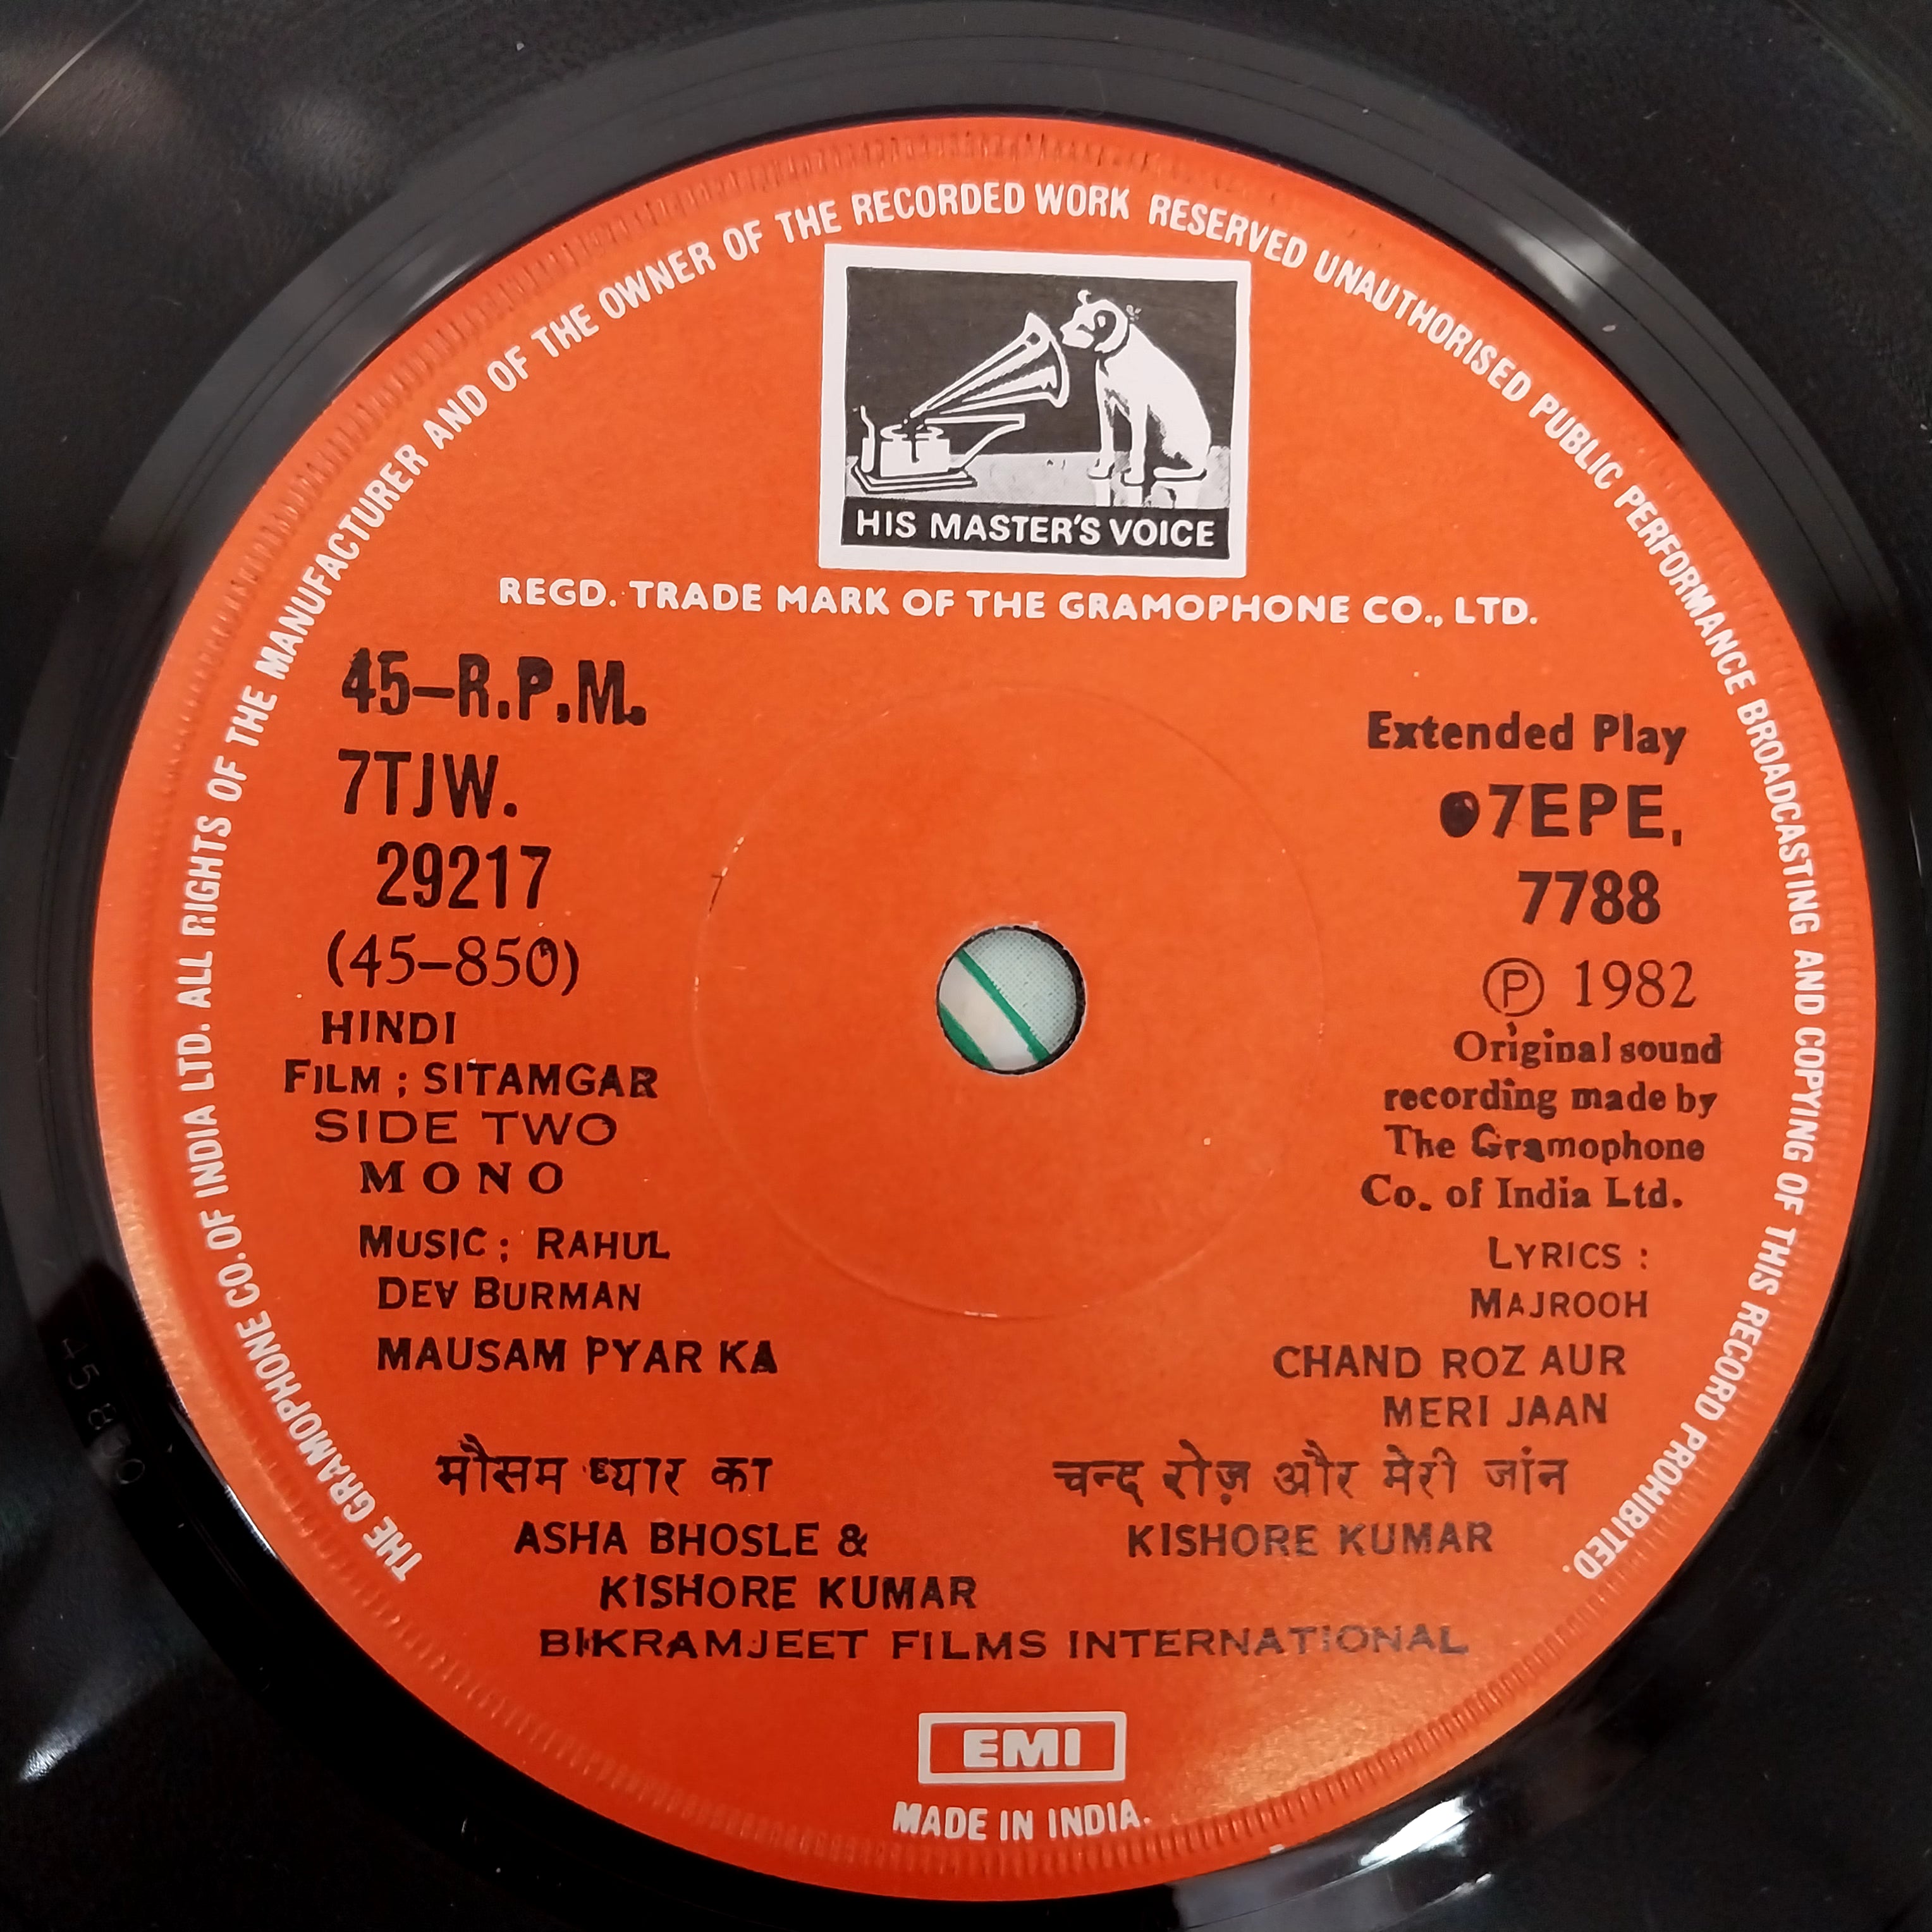 THE GRAMOPHONE CO. OF INDIA LTD. ALL RIGHTS OF THE MANUFACTURER AND OF THE OWNER OF THE RECORDED WORK RESERVED UNAUTHORISED PUBLIC PERFORMANCE BROADCASTING AND COPYING OF THIS RECORD PROHIBITED.
HIS MASTER'S VOICE
REGD. TRADE MARK OF THE GRAMOPHONE CO., LTD.
45-R.P.M.
7TJW.
29217
(45-850)
HINDI
FILM ; SITAMGAR
SIDE TWO
MONO
MUSIC ; RAHUL
DEV BURMAN
MAUSAM PYAR KA
मौसम प्यार का
ASHA BHOSLE &
KISHORE KUMAR
Extended Play
7EPE.
7788
Ⓟ 1982
Original sound
recording made by
The Gramophone
Co. of India Ltd.
LYRICS :
MAJROOH
CHAND ROZ AUR
MERI JAAN
चन्द रोज़ और मेरी जांन
KISHORE KUMAR
BIKRAMJEET FILMS INTERNATIONAL
EMI
MADE IN INDIA.